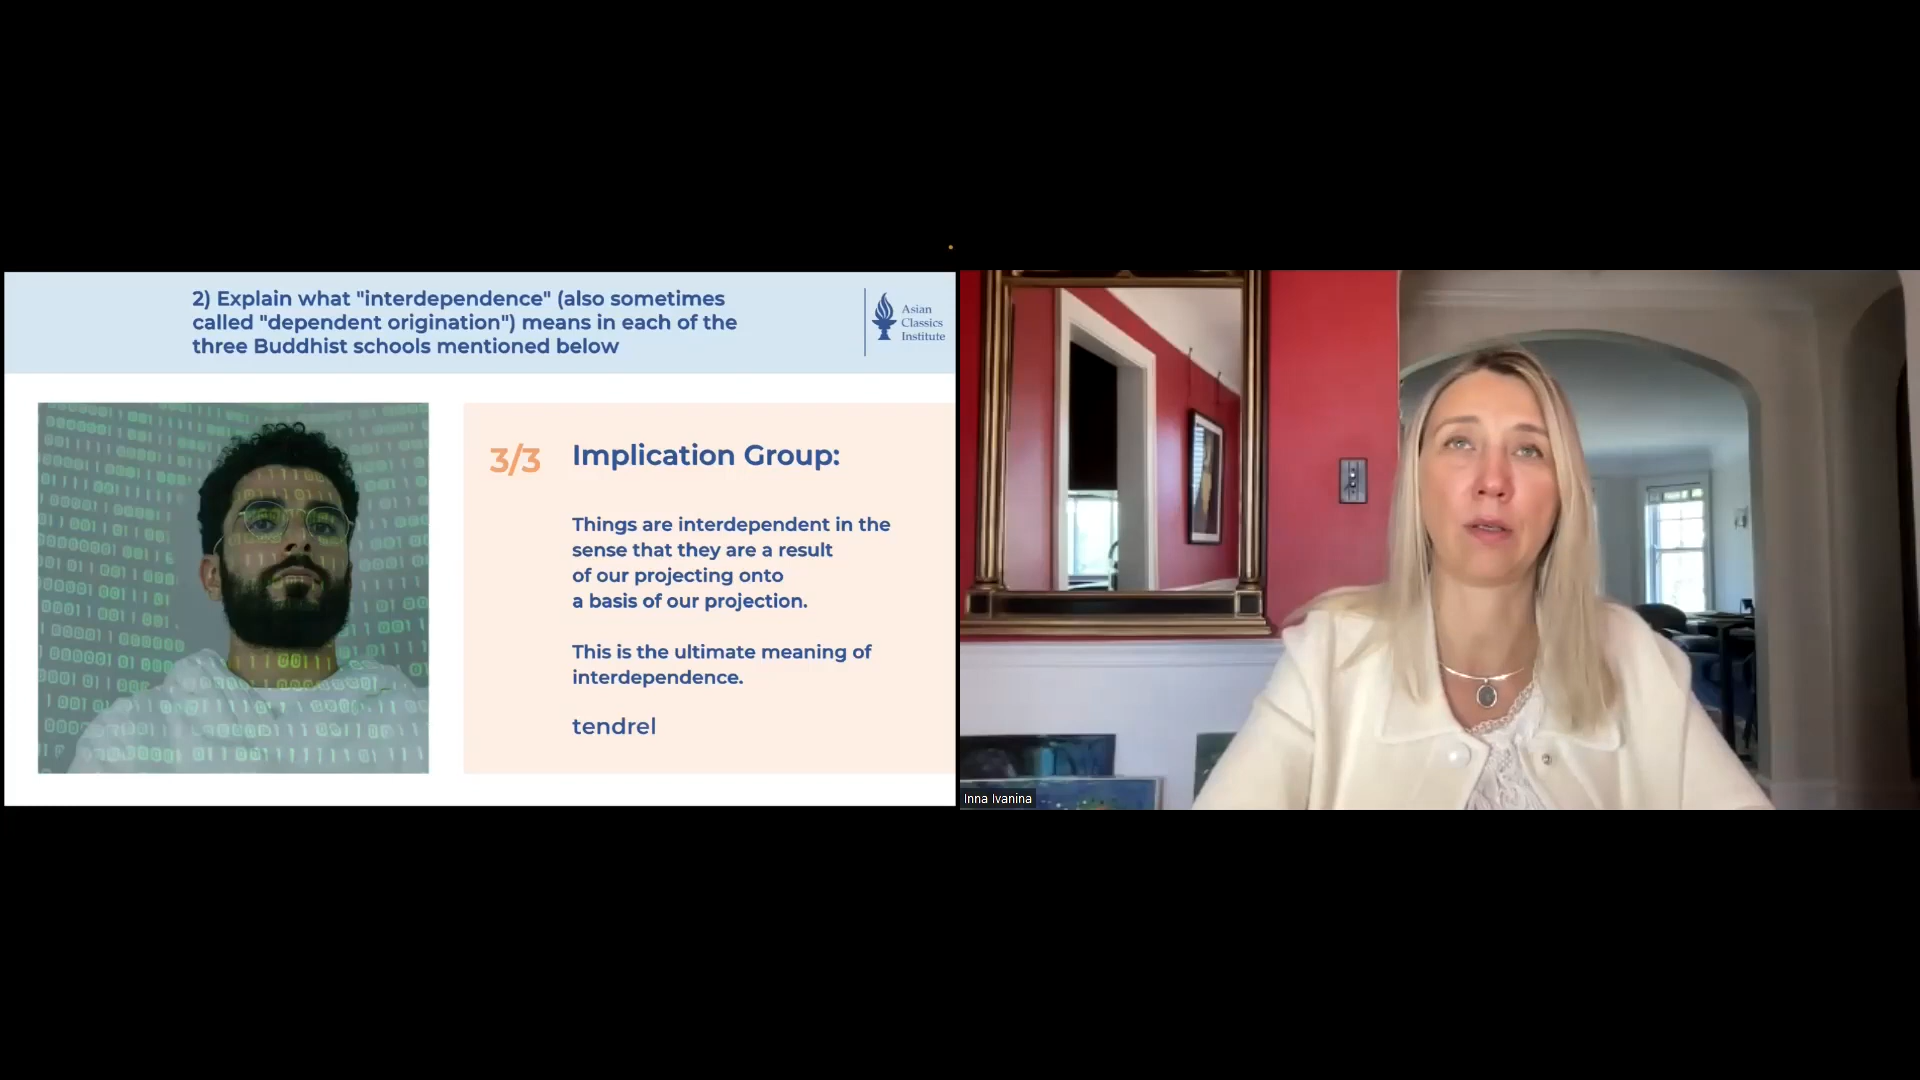 2) Explain what "interdependence" (also sometimes
called "dependent origination") means in each of the
three Buddhist schools mentioned below
Asian
Classics
Institute
3/3
Implication Group:
Things are interdependent in the
sense that they are a result
of our projecting onto
a basis of our projection.
This is the ultimate meaning of
interdependence.
tendrel
Inna Ivanina